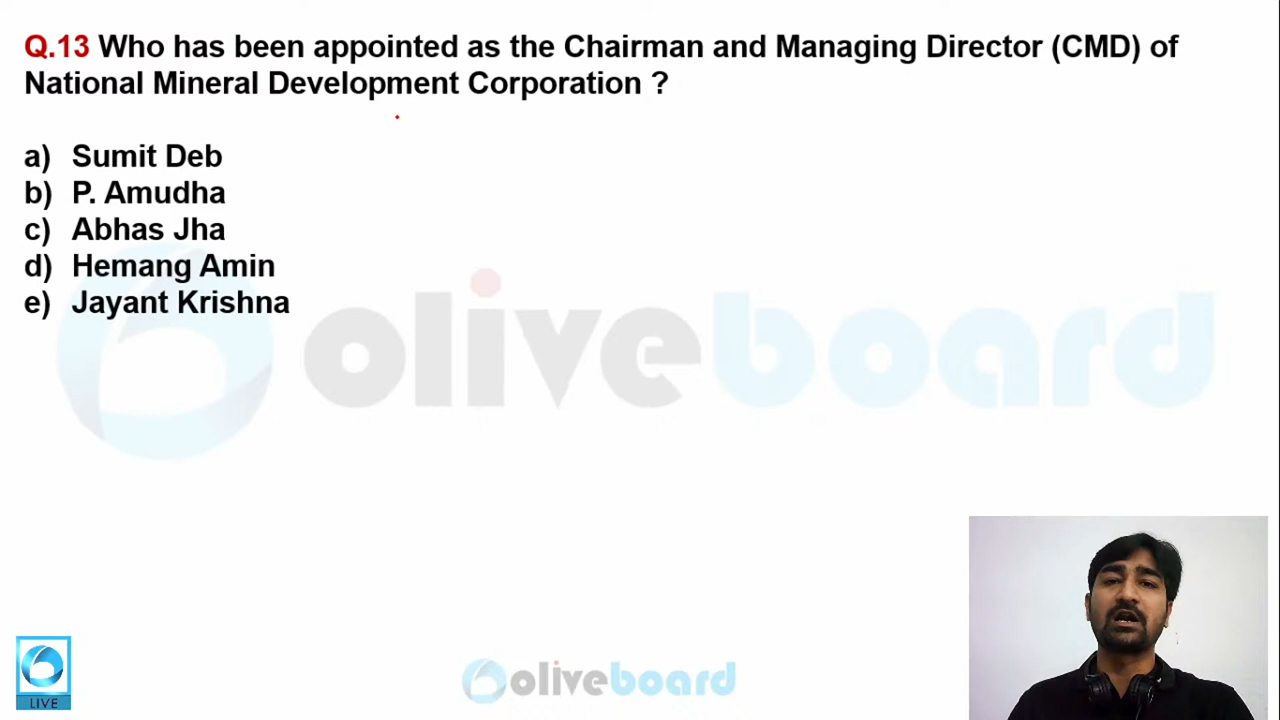 Q.13 Who has been appointed as the Chairman and Managing Director (CMD) of
National Mineral Development Corporation ?
a) Sumit Deb
b) P. Amudha
c) Abhas Jha
d) Hemang Amin
e) Jayant Krishna
oliveboard
LIVE
oliveboard